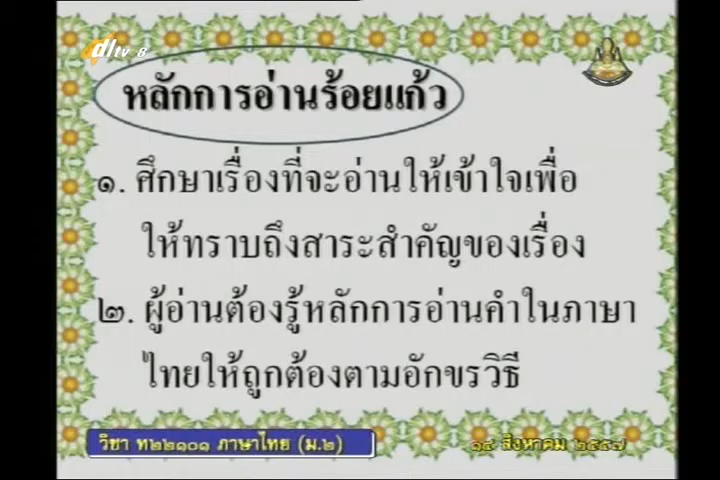 dltv 8
หลักการอ่านร้อยแก้ว
๑. ศึกษาเรื่องที่จะอ่านให้เข้าใจเพื่อ
ให้ทราบถึงสาระสำคัญของเรื่อง
๒. ผู้อ่านต้องรู้หลักการอ่านคำในภาษา
ไทยให้ถูกต้องตามอักขรวิธี
วิชา ท๒๒๑๐๑ ภาษาไทย (ม.๒)
๑๔ สิงหาคม ๒๕๕๗